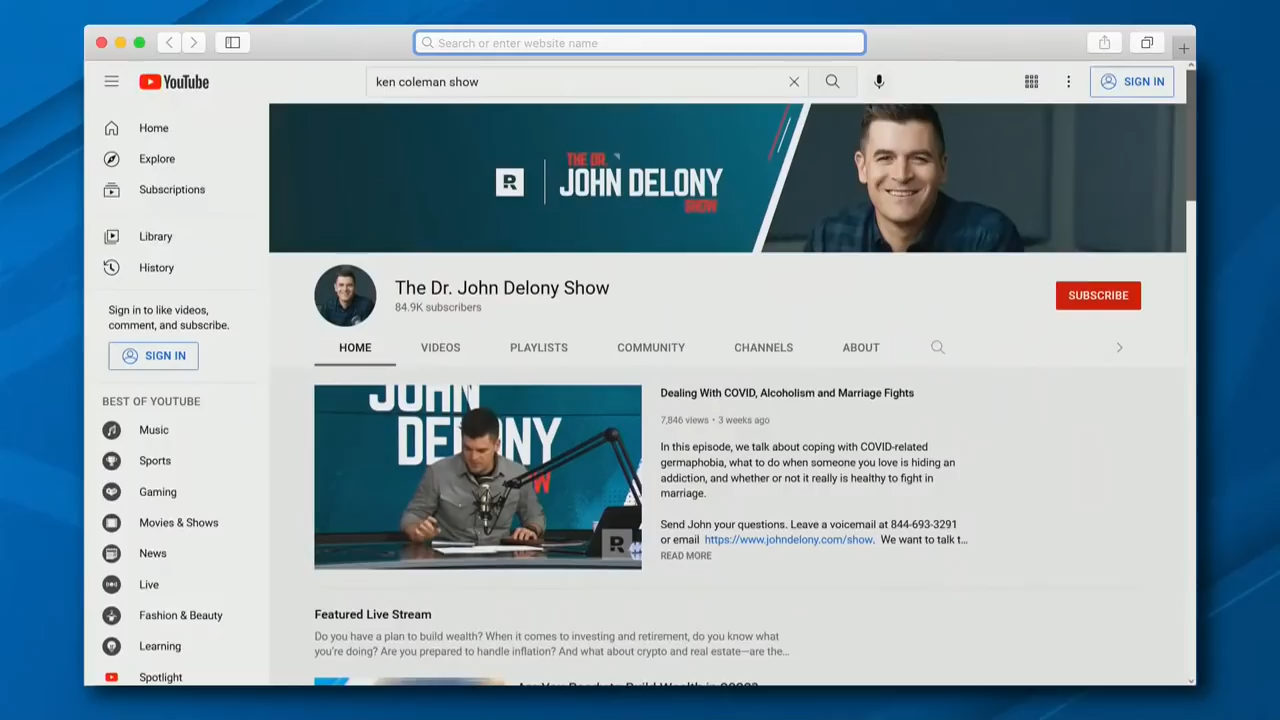 Search or enter website name
YouTube
ken coleman show
SIGN IN
Home
Explore
Subscriptions
Library
History
Sign in to like videos,
comment, and subscribe.
SIGN IN
BEST OF YOUTUBE
Music
Sports
Gaming
Movies & Shows
News
Live
Fashion & Beauty
Learning
Spotlight
R
THE DR.
JOHN DELONY
SHOW
The Dr. John Delony Show
84.9K subscribers
SUBSCRIBE
HOME VIDEOS PLAYLISTS COMMUNITY CHANNELS ABOUT
JOHN
DELONY
R
Dealing With COVID, Alcoholism and Marriage Fights
7,846 views • 3 weeks ago
In this episode, we talk about coping with COVID-related
germaphobia, what to do when someone you love is hiding an
addiction, and whether or not it really is healthy to fight in
marriage.
Send John your questions. Leave a voicemail at 844-693-3291
or email https://www.johndelony.com/show. We want to talk t...
READ MORE
Featured Live Stream
Do you have a plan to build wealth? When it comes to investing and retirement, do you know what
you're doing? Are you prepared to handle inflation? And what about crypto and real estate—are the...